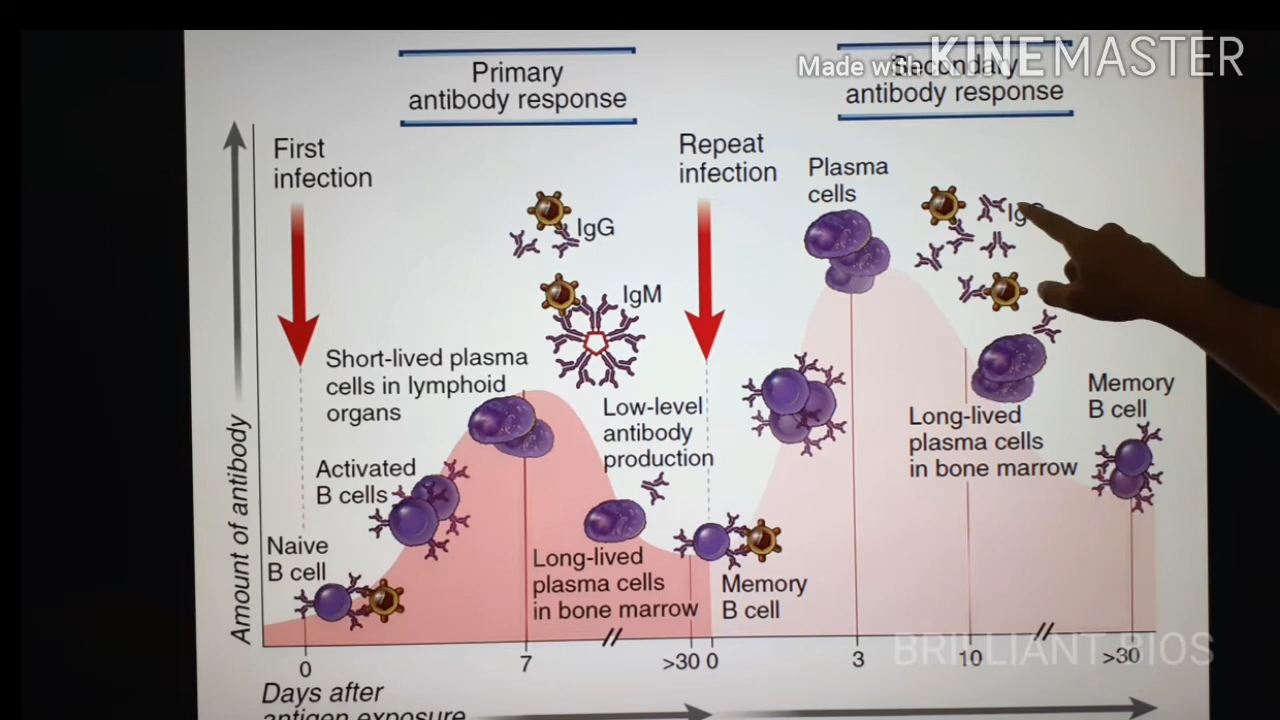 Made with KINEMASTER
Primary
antibody response
Secondary
antibody response
First
infection
Repeat
infection
Plasma
cells
IgG
IgM
Short-lived plasma
cells in lymphoid
organs
Low-level
antibody
production
Activated
B cells
Long-lived
plasma cells
in bone marrow
Memory
B cell
Naive
B cell
Long-lived
plasma cells
in bone marrow
Memory
B cell
Amount of antibody
0
7
>30
0
3
10
>30
BRILLIANT BIOS
Days after
antigen exposure